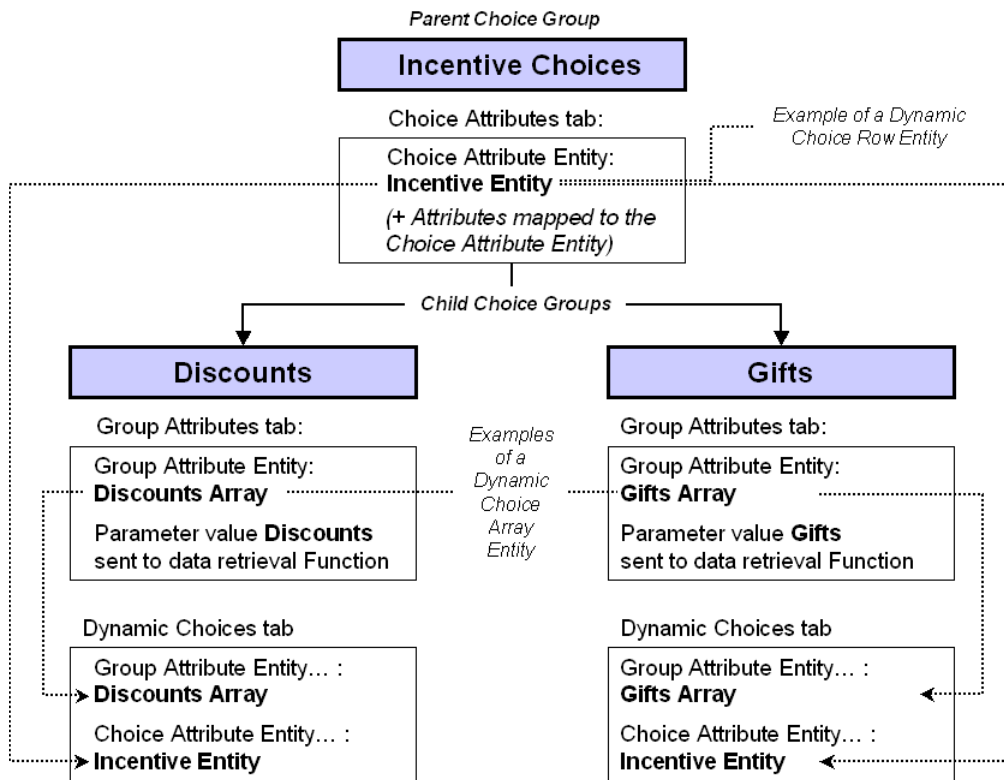 Parent Choice Group
Incentive Choices
Choice Attributes tab:
Example of a Dynamic
Choice Row Entity
Choice Attribute Entity:
Incentive Entity
(+ Attributes mapped to the
Choice Attribute Entity)
Child Choice Groups
Discounts
Group Attributes tab:
Group Attribute Entity:
Discounts Array
Parameter value Discounts
sent to data retrieval Function
Examples
of a
Dynamic
Choice
Array
Entity
Gifts
Group Attributes tab:
Group Attribute Entity:
Gifts Array
Parameter value Gifts
sent to data retrieval Function
Dynamic Choices tab
Group Attribute Entity… :
Discounts Array
Choice Attribute Entity… :
Incentive Entity
Dynamic Choices tab
Group Attribute Entity… :
Gifts Array
Choice Attribute Entity… :
Incentive Entity